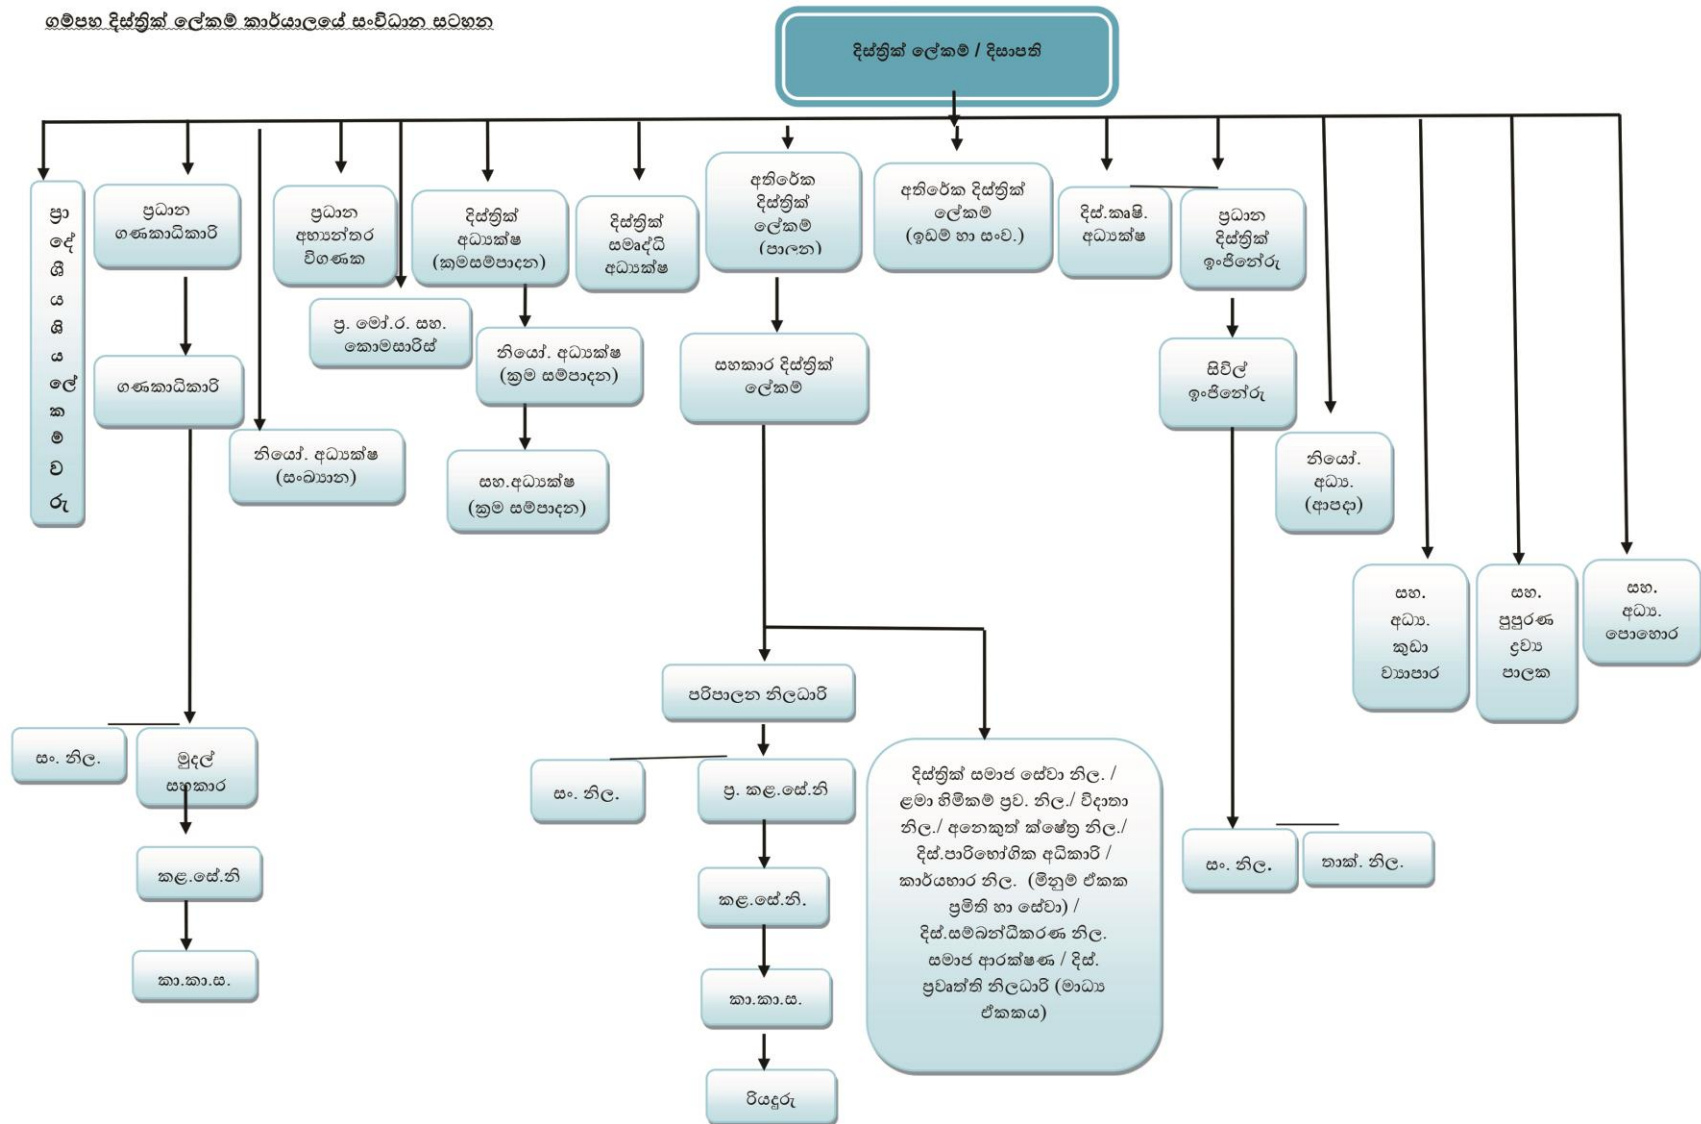 ගම්පහ දිස්ත්‍රික් ලේකම් කාර්යාලයේ සංවිධාන සටහන
දිස්ත්‍රික් ලේකම් / දිසාපති
ප්‍රා
දේ
ශී
ය
ශි
ය
ලේ
ක
ම්
ව
රු
ප්‍රධාන
ගණකාධිකාරි
ගණකාධිකාරි
සං. නිල.
මුදල්
සහකාර
කළ.සේ.නි
කා.කා.ස.
නියෝ. අධ්‍යක්ෂ
(සංඛ්‍යාන)
ප්‍රධාන
අභ්‍යන්තර
විගණක
ප්‍ර. මෝ.ර. සහ.
කොමසාරිස්
දිස්ත්‍රික්
අධ්‍යක්ෂ
(ක්‍රමසම්පාදන)
නියෝ. අධ්‍යක්ෂ
(ක්‍රම සම්පාදන)
සහ.අධ්‍යක්ෂ
(ක්‍රම සම්පාදන)
දිස්ත්‍රික්
සමෘද්ධි
අධ්‍යක්ෂ
අතිරේක
දිස්ත්‍රික්
ලේකම්
(පාලන)
සහකාර දිස්ත්‍රික්
ලේකම්
පරිපාලන නිලධාරි
සං. නිල.
ප්‍ර. කළ.සේ.නි
කළ.සේ.නි.
කා.කා.ස.
රියදුරු
දිස්ත්‍රික් සමාජ සේවා නිල. /
ළමා හිමිකම් ප්‍රව. නිල./ විදාතා
නිල./ අනෙකුත් ක්ෂේත්‍ර නිල./
දිස්.පාරිභෝගික අධිකාරි /
කාර්යභාර නිල. (මිනුම් ඒකක
ප්‍රමිති හා සේවා) /
දිස්.සම්බන්ධීකරණ නිල.
සමාජ ආරක්ෂණ / දිස්.
ප්‍රවෘත්ති නිලධාරි (මාධ්‍ය
ඒකකය)
අතිරේක දිස්ත්‍රික්
ලේකම්
(ඉඩම් හා සංව.)
දිස්.කෘෂි.
අධ්‍යක්ෂ
ප්‍රධාන
දිස්ත්‍රික්
ඉංජිනේරු
සිවිල්
ඉංජිනේරු
සං. නිල.
තාක්. නිල.
නියෝ.
අධ්‍ය.
(ආපදා)
සහ.
අධ්‍ය.
කුඩා
ව්‍යාපාර
සහ.
පුපුරණ
ද්‍රව්‍ය
පාලක
සහ.
අධ්‍ය.
පොහොර